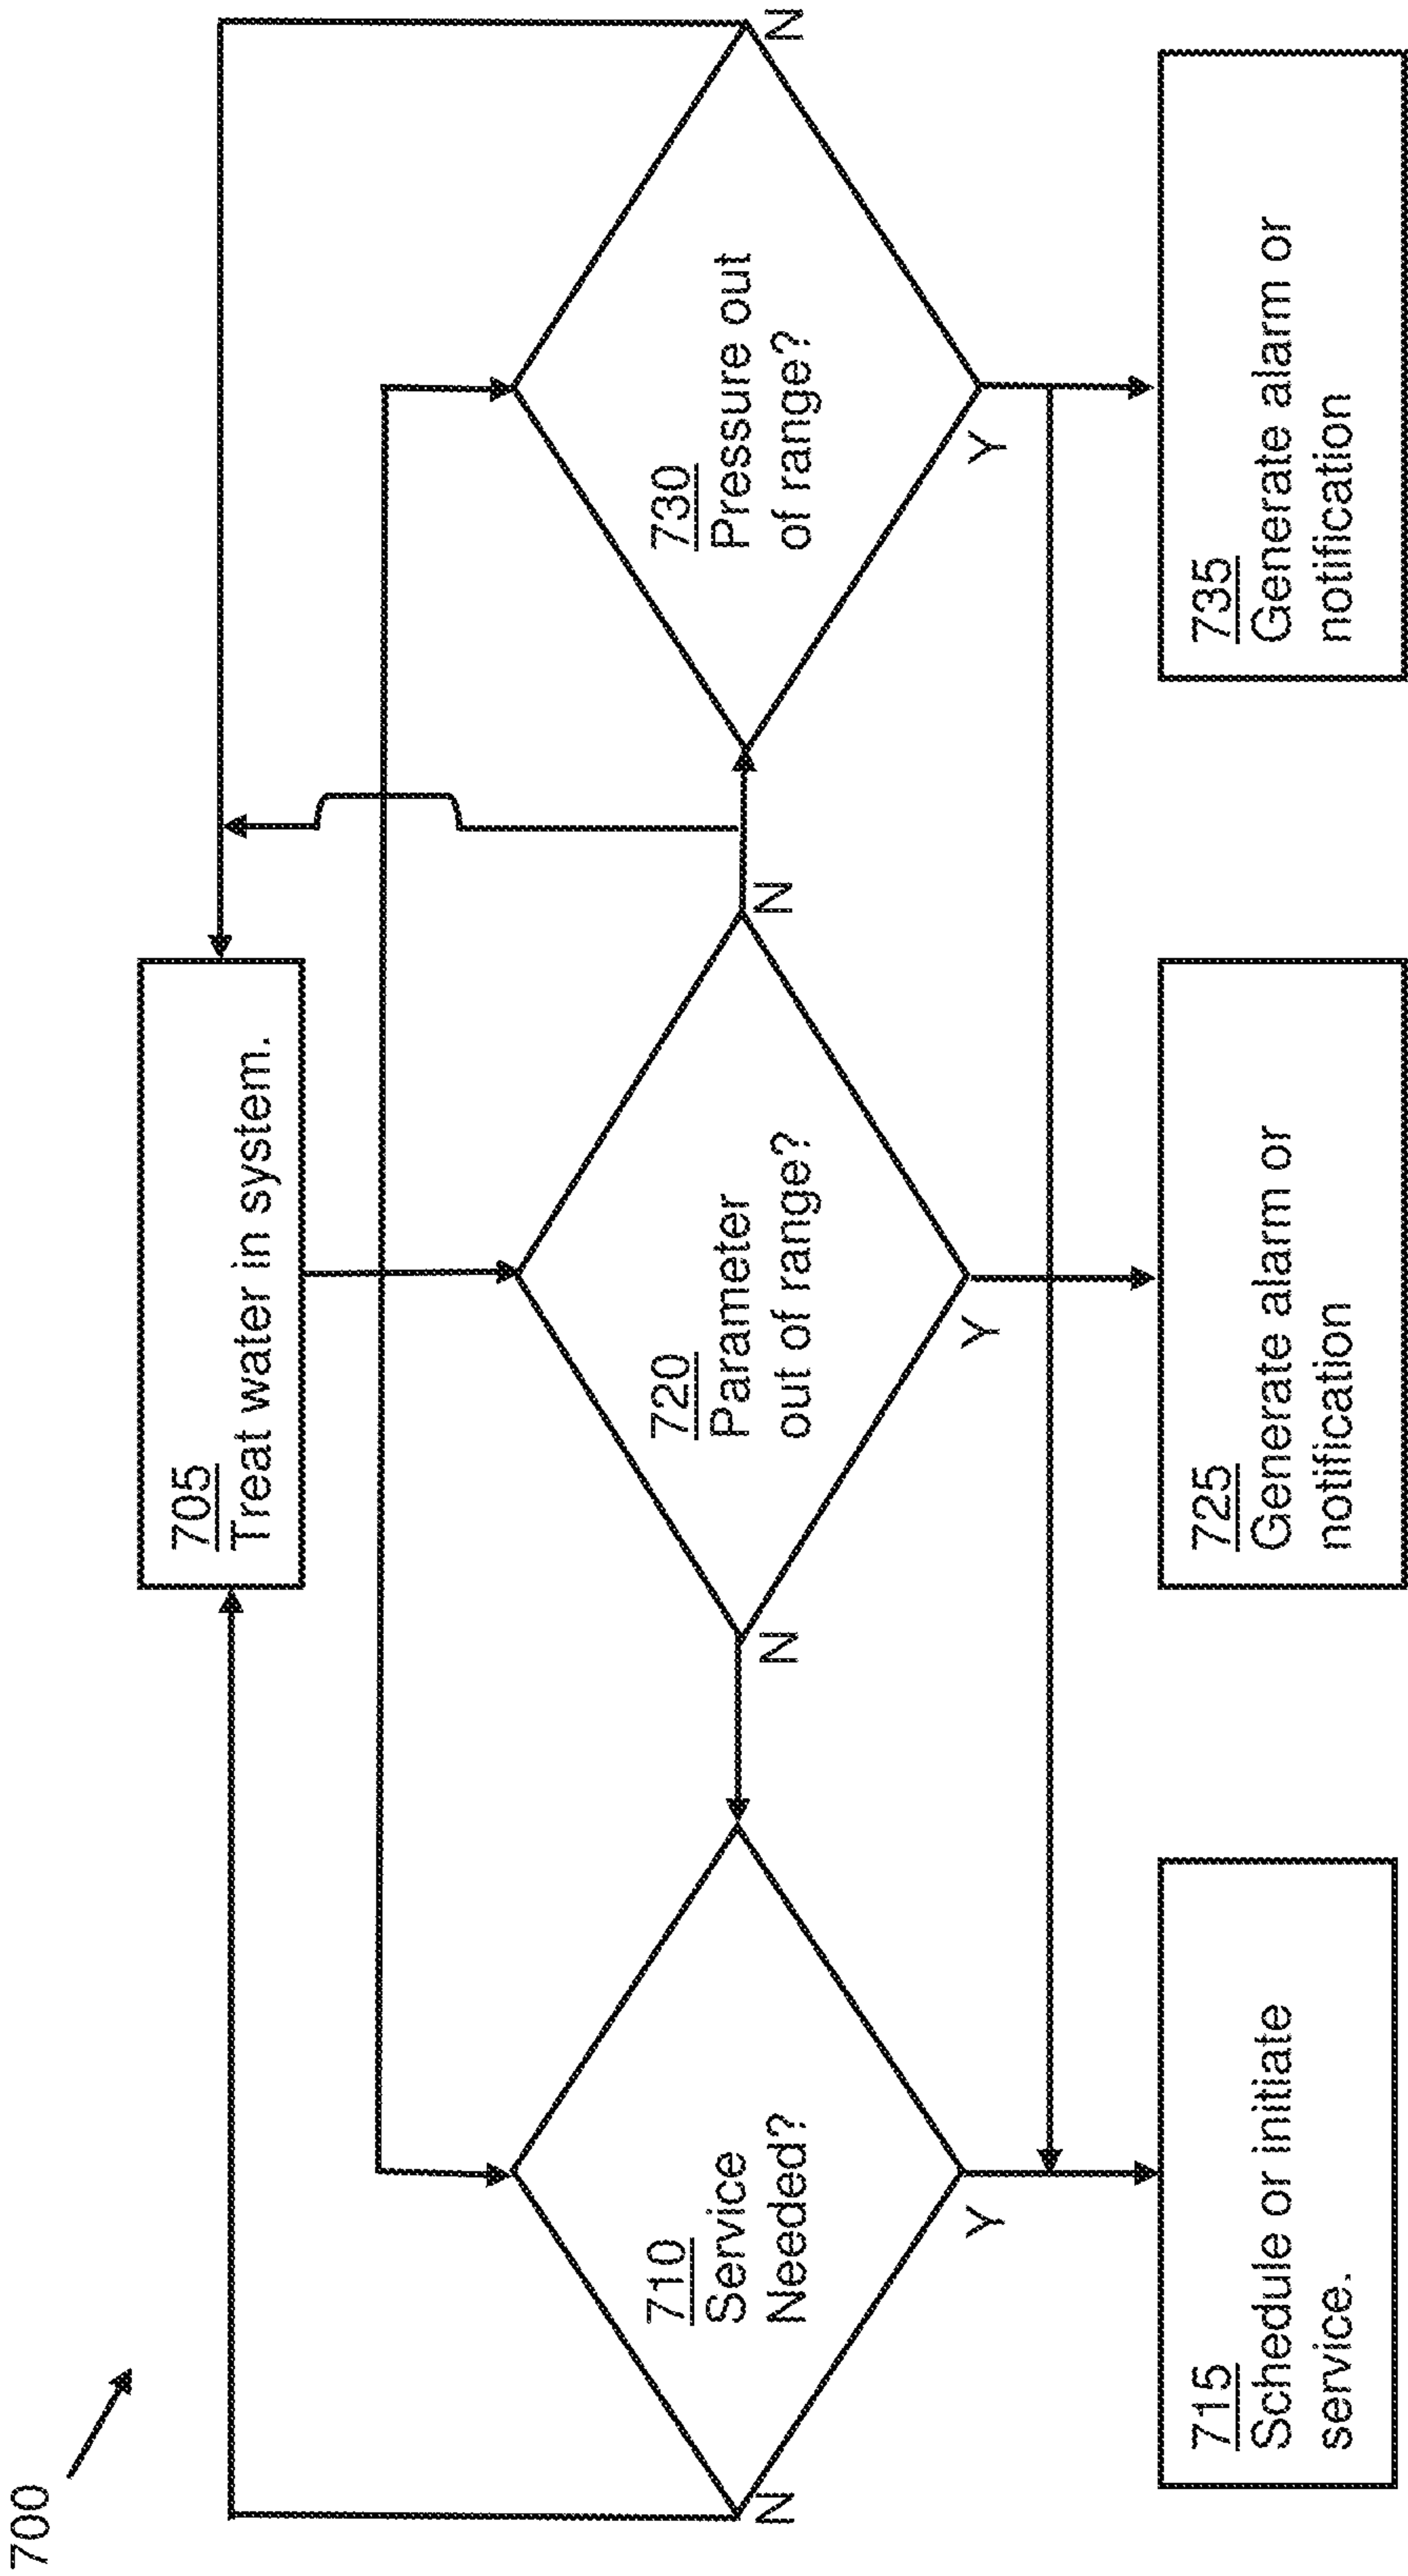 700
705
Treat water in system.
710
Service
Needed?
N
Y
720
Parameter
out of range?
N
N
Y
730
Pressure out
of range?
N
Y
715
Schedule or initiate
service.
725
Generate alarm or
notification
735
Generate alarm or
notification